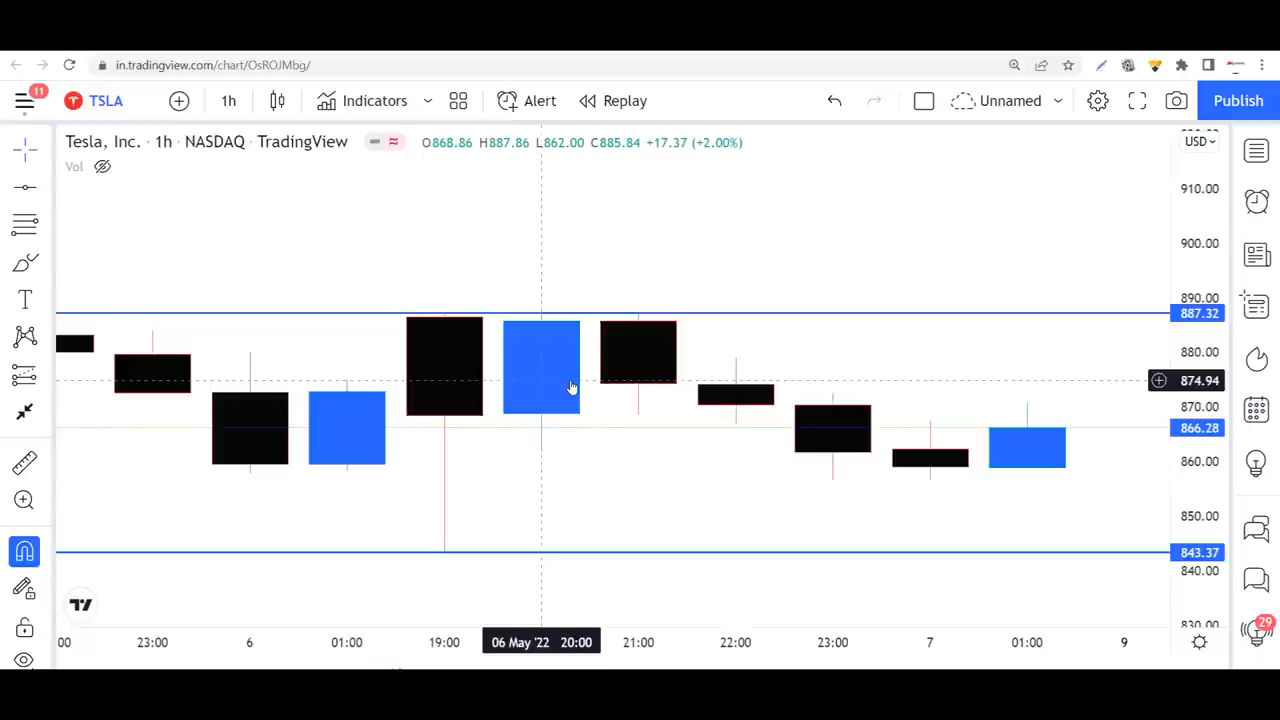 in.tradingview.com/chart/OsROJMbg/
11
TSLA
1h
Indicators
Alert
Replay
Unnamed
Publish
Tesla, Inc. · 1h · NASDAQ · TradingView
O868.86 H887.86 L862.00 C885.84 +17.37 (+2.00%)
Vol
USD
910.00
900.00
890.00
887.32
880.00
874.94
870.00
866.28
860.00
850.00
843.37
840.00
830.00
00
23:00
6
01:00
19:00
06 May '22 20:00
21:00
22:00
23:00
7
01:00
9
29